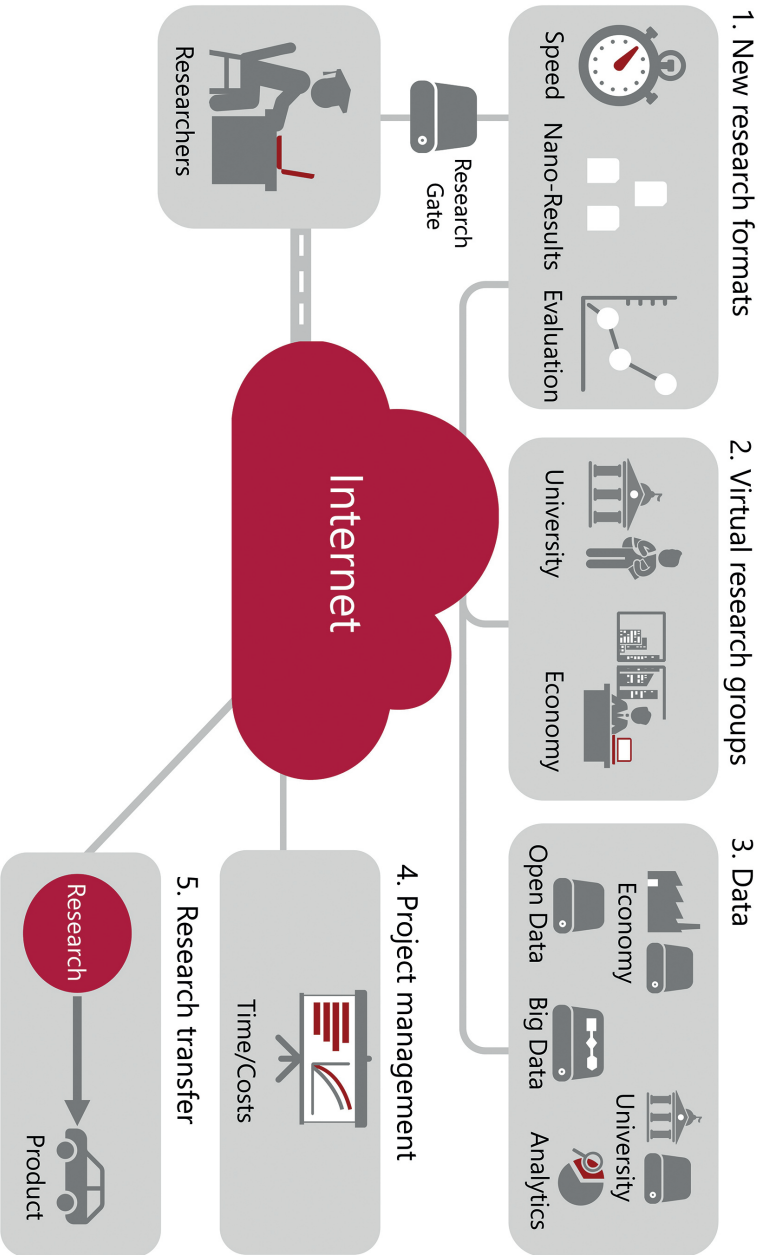 1. New research formats
Speed
Nano-Results
Evaluation
2. Virtual research groups
University
Economy
3. Data
Economy
University
Open Data
Big Data
Analytics
Research
Gate
Researchers
Internet
4. Project management
Time/Costs
5. Research transfer
Research
Product